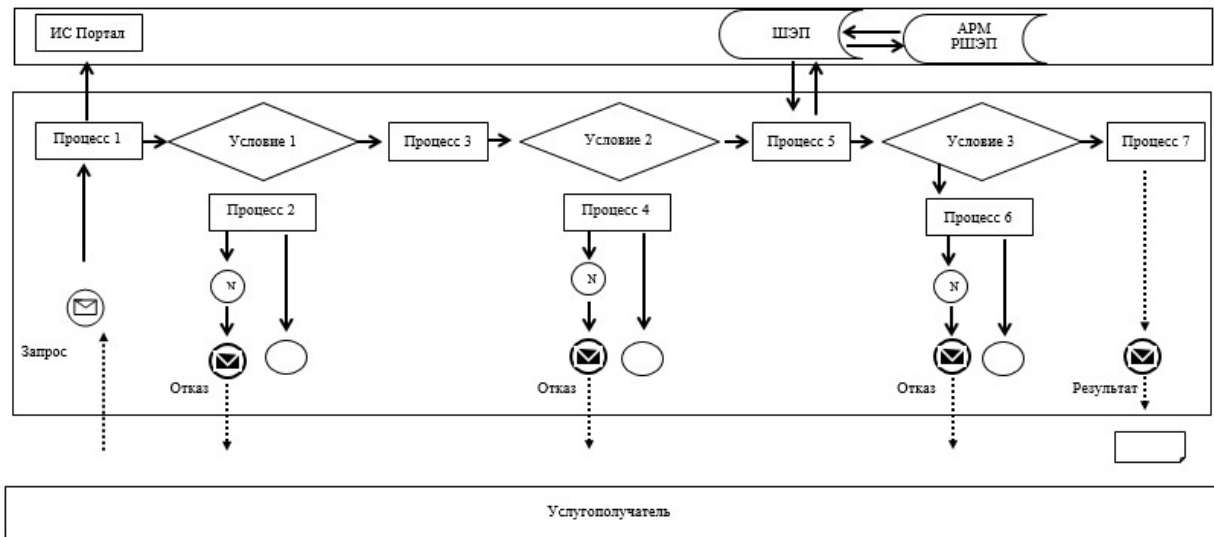 ИС Портал
ШЭП
АРМ
РШЭП
Процесс 1
Условие 1
Процесс 3
Условие 2
Процесс 5
Условие 3
Процесс 7
Процесс 2
Процесс 4
Процесс 6
N
N
N
Запрос
Отказ
Отказ
Отказ
Результат
Услугополучатель